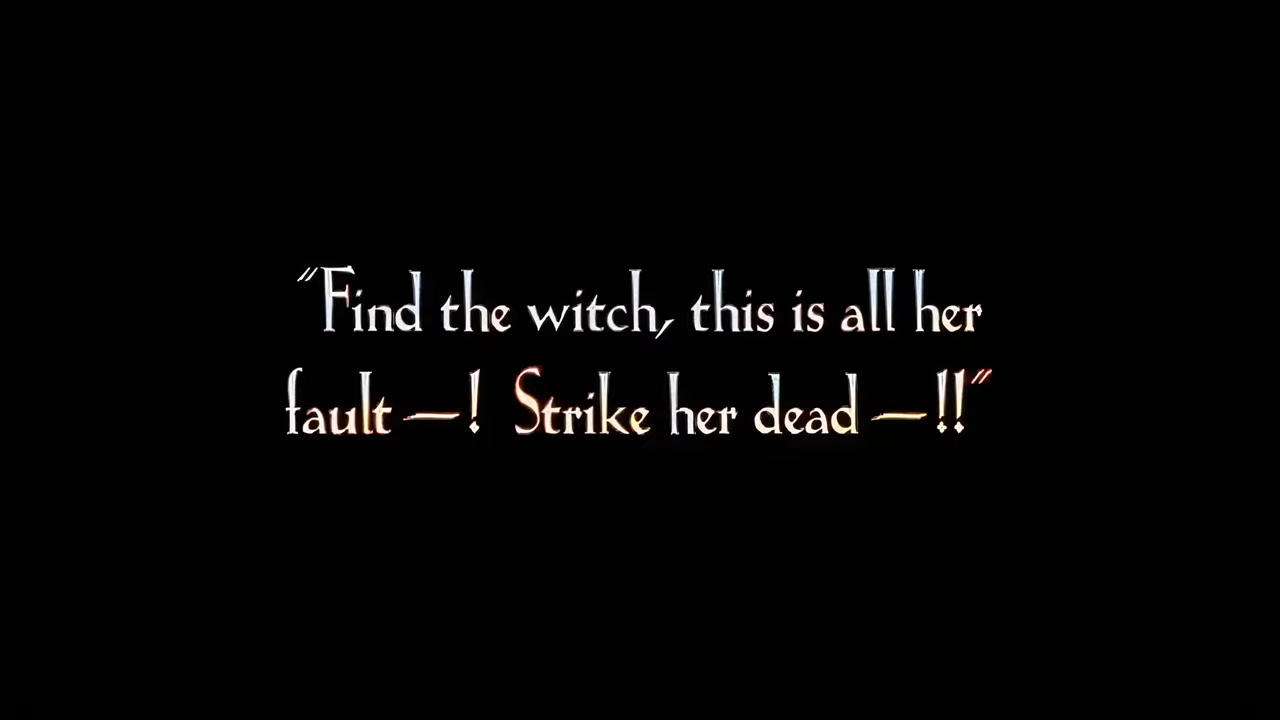 "Find the witch, this is all her
fault —! Strike her dead —!!"